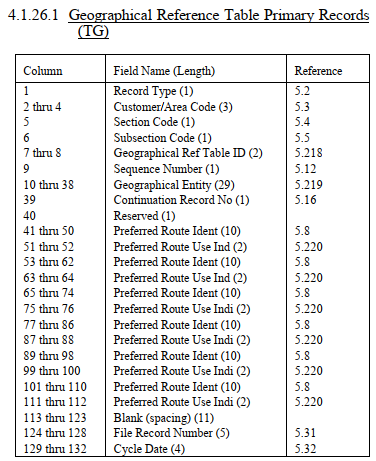 4.1.26.1 Geographical Reference Table Primary Records
(TG)
Column Field Name (Length) Reference
1 Record Type (1) 5.2
2 thru 4 Customer/Area Code (3) 5.3
5 Section Code (1) 5.4
6 Subsection Code (1) 5.5
7 thru 8 Geographical Ref Table ID (2) 5.218
9 Sequence Number (1) 5.12
10 thru 38 Geographical Entity (29) 5.219
39 Continuation Record No (1) 5.16
40 Reserved (1)
41 thru 50 Preferred Route Ident (10) 5.8
51 thru 52 Preferred Route Use Ind (2) 5.220
53 thru 62 Preferred Route Ident (10) 5.8
63 thru 64 Preferred Route Use Ind (2) 5.220
65 thru 74 Preferred Route Ident (10) 5.8
75 thru 76 Preferred Route Use Indi (2) 5.220
77 thru 86 Preferred Route Ident (10) 5.8
87 thru 88 Preferred Route Use Indi (2) 5.220
89 thru 98 Preferred Route Ident (10) 5.8
99 thru 100 Preferred Route Use Indi (2) 5.220
101 thru 110 Preferred Route Ident (10) 5.8
111 thru 112 Preferred Route Use Indi (2) 5.220
113 thru 123 Blank (spacing) (11)
124 thru 128 File Record Number (5) 5.31
129 thru 132 Cycle Date (4) 5.32